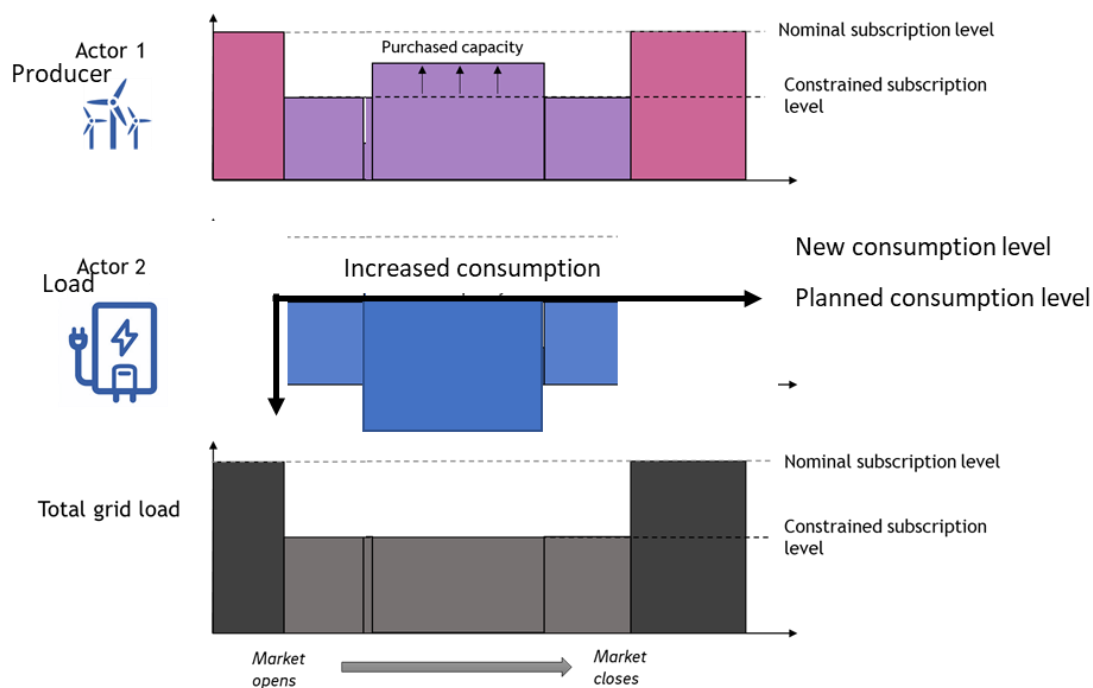 Actor 1
Producer
Purchased capacity
Nominal subscription level
Constrained subscription
level
Actor 2
Load
Increased consumption
New consumption level
Planned consumption level
Total grid load
Nominal subscription level
Constrained subscription
level
Market
opens
Market
closes